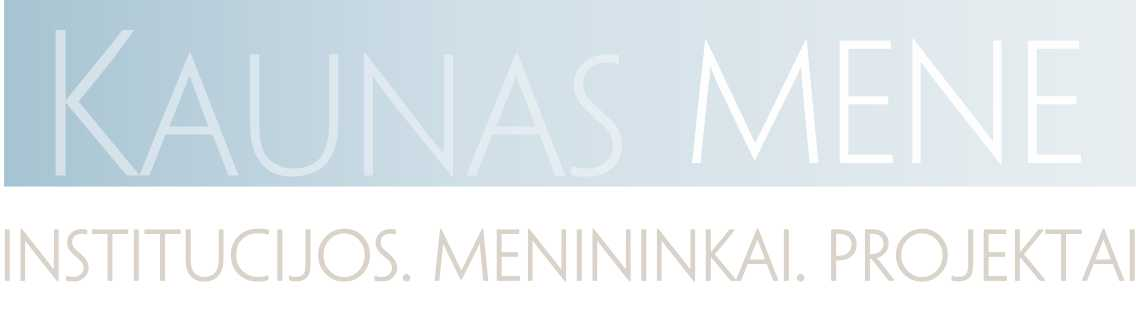 KAUNAS MENE
INSTITUCIJOS. MENININKAI. PROJEKTAI